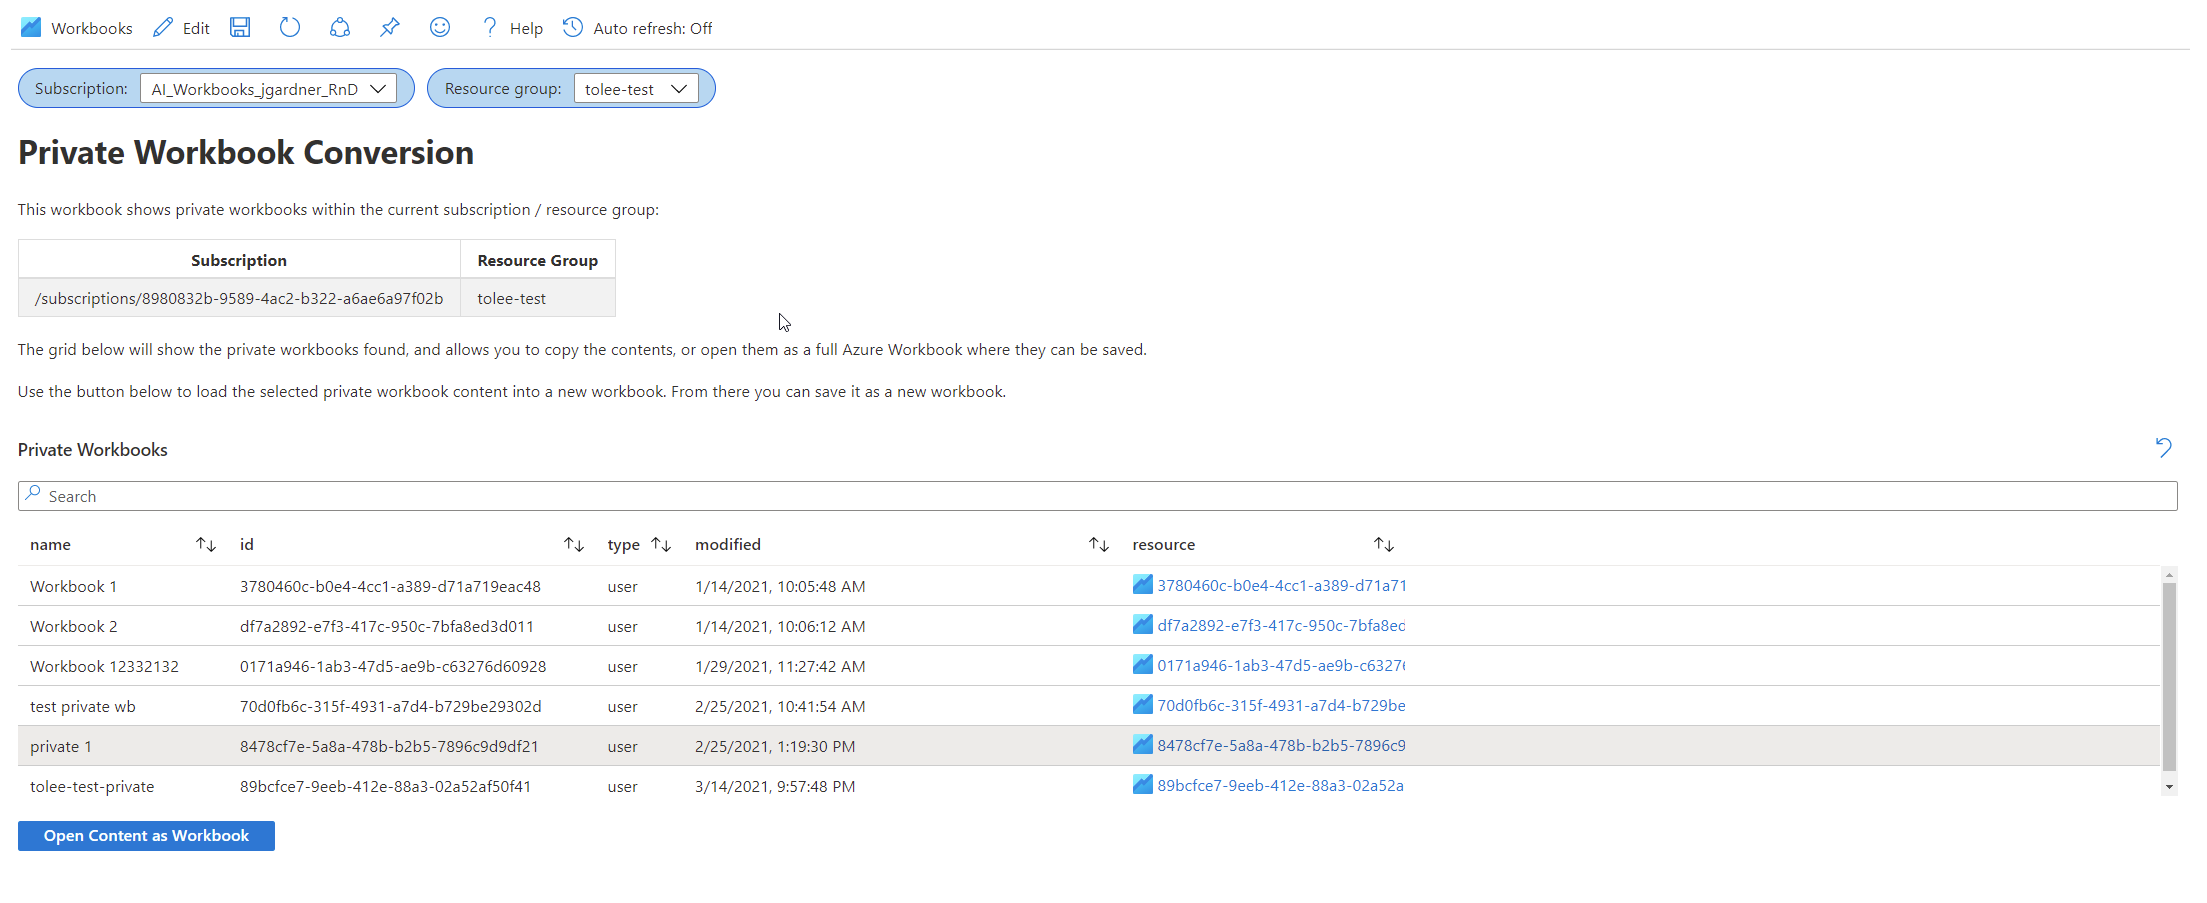 Workbooks Edit Help Auto refresh: Off
Subscription: AI_Workbooks_jgardner_RnD Resource group: tolee-test
Private Workbook Conversion
This workbook shows private workbooks within the current subscription / resource group:
Subscription Resource Group
/subscriptions/8980832b-9589-4ac2-b322-a6ae6a97f02b tolee-test
The grid below will show the private workbooks found, and allows you to copy the contents, or open them as a full Azure Workbook where they can be saved.
Use the button below to load the selected private workbook content into a new workbook. From there you can save it as a new workbook.
Private Workbooks
Search
name id type modified resource
Workbook 1 3780460c-b0e4-4cc1-a389-d71a719eac48 user 1/14/2021, 10:05:48 AM 3780460c-b0e4-4cc1-a389-d71a71
Workbook 2 df7a2892-e7f3-417c-950c-7bfa8ed3d011 user 1/14/2021, 10:06:12 AM df7a2892-e7f3-417c-950c-7bfa8ed
Workbook 12332132 0171a946-1ab3-47d5-ae9b-c63276d60928 user 1/29/2021, 11:27:42 AM 0171a946-1ab3-47d5-ae9b-c63276
test private wb 70d0fb6c-315f-4931-a7d4-b729be29302d user 2/25/2021, 10:41:54 AM 70d0fb6c-315f-4931-a7d4-b729be
private 1 8478cf7e-5a8a-478b-b2b5-7896c9d9df21 user 2/25/2021, 1:19:30 PM 8478cf7e-5a8a-478b-b2b5-7896c9
tolee-test-private 89bcfce7-9eeb-412e-88a3-02a52af50f41 user 3/14/2021, 9:57:48 PM 89bcfce7-9eeb-412e-88a3-02a52a
Open Content as Workbook